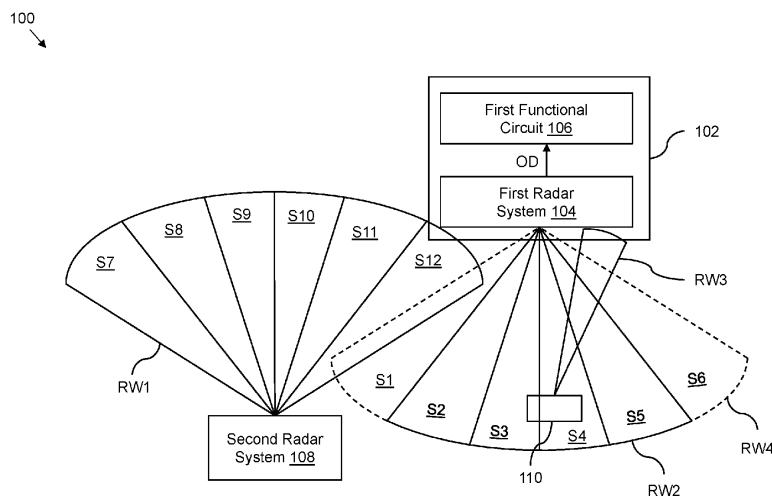 100
First Functional
Circuit 106
102
OD
First Radar
System 104
S7
S8
S9
S10
S11
S12
RW3
RW1
S1
S2
S3
S4
S5
S6
Second Radar
System 108
110
RW2
RW4